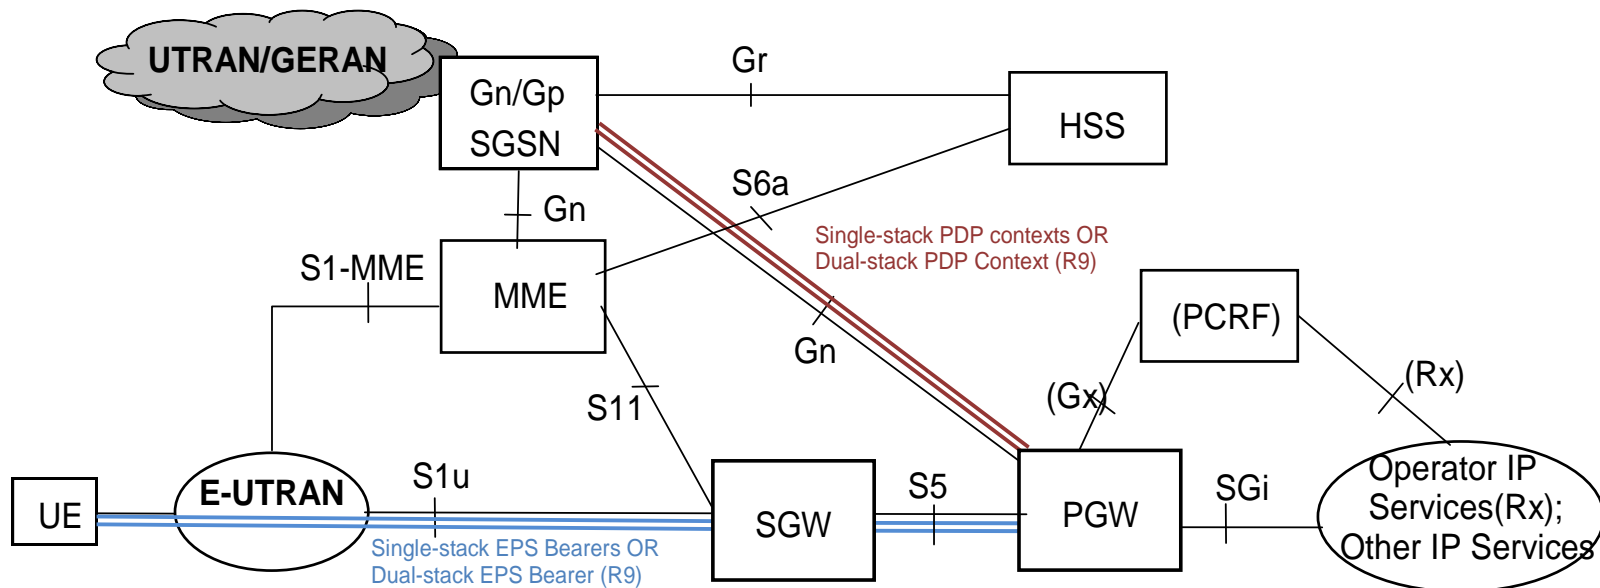 UTRAN/GERAN
Gn/Gp
SGSN
Gr
HSS
S6a
Gn
Single-stack PDP contexts OR
Dual-stack PDP Context (R9)
S1-MME
MME
(PCRF)
Gn
(Gx)
(Rx)
S11
UE
E-UTRAN
S1u
SGW
S5
PGW
SGi
Operator IP
Services(Rx);
Other IP Services
Single-stack EPS Bearers OR
Dual-stack EPS Bearer (R9)